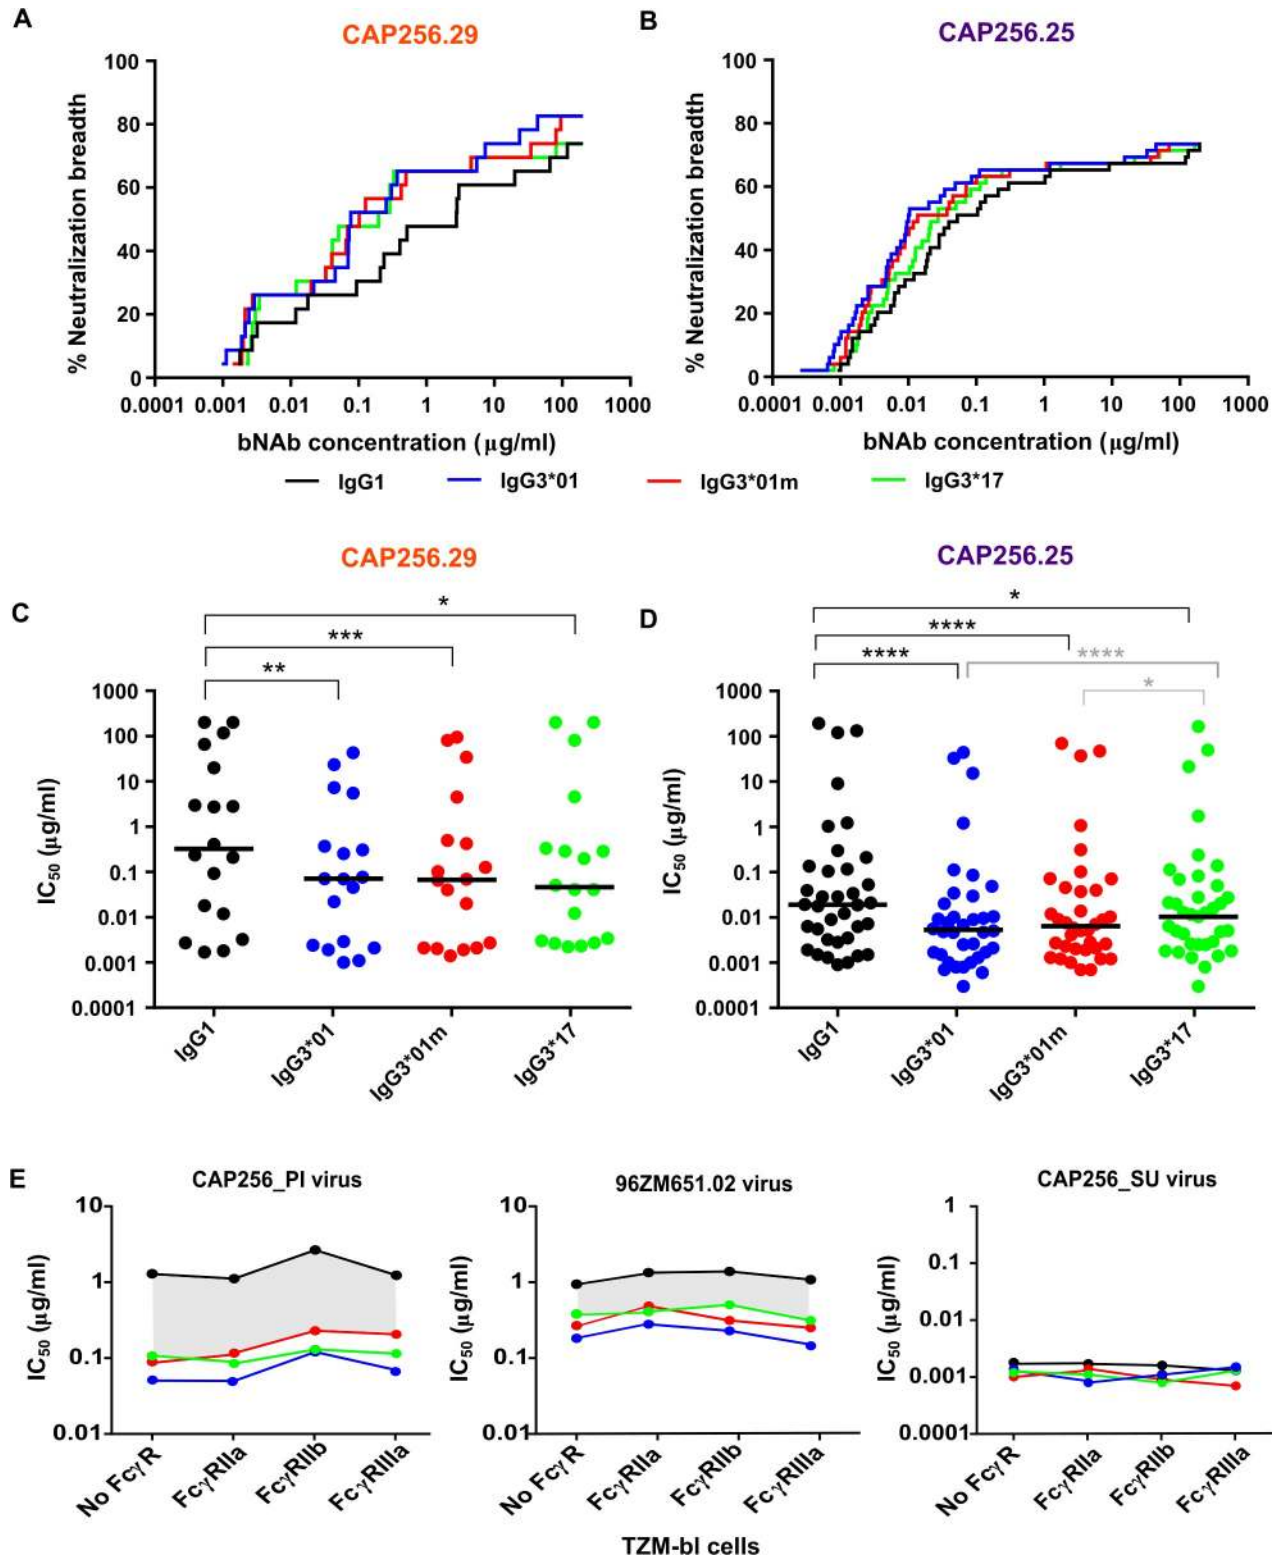 A
CAP256.29
% Neutralization breadth
100
80
60
40
20
0
0.0001 0.001 0.01 0.1 1 10 100 1000
bNAb concentration (μg/ml)
B
CAP256.25
% Neutralization breadth
100
80
60
40
20
0
0.0001 0.001 0.01 0.1 1 10 100 1000
bNAb concentration (μg/ml)
IgG1 IgG3*01 IgG3*01m IgG3*17
CAP256.29
C
*
***
**
IC50 (μg/ml)
1000
100
10
1
0.1
0.01
0.001
0.0001
IgG1 IgG3*01 IgG3*01m IgG3*17
CAP256.25
D
*
****
**** ****
*
IC50 (μg/ml)
1000
100
10
1
0.1
0.01
0.001
0.0001
IgG1 IgG3*01 IgG3*01m IgG3*17
E
CAP256_PI virus
IC50 (μg/ml)
10
1
0.1
0.01
No FcγR FcγRIIa FcγRIIb FcγRIIIa
96ZM651.02 virus
IC50 (μg/ml)
10
1
0.1
0.01
No FcγR FcγRIIa FcγRIIb FcγRIIIa
CAP256_SU virus
IC50 (μg/ml)
1
0.1
0.01
0.001
0.0001
No FcγR FcγRIIa FcγRIIb FcγRIIIa
TZM-bl cells